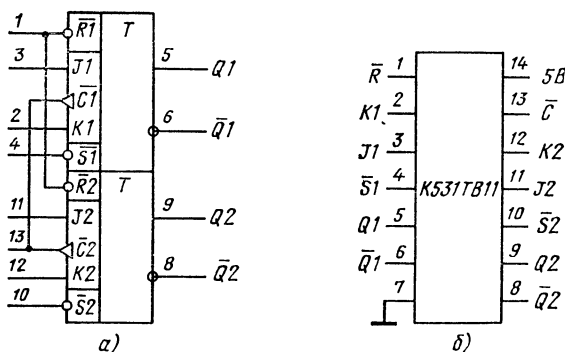 1 R̅1 T
3 J1 5 Q1
C̅1
2 K1 6 Q̅1
4 S̅1
R̅2 T
11 J2 9 Q2
13 C̅2
12 K2 8 Q̅2
10 S̅2
а)
R̅ 1 14 5В
K1 2 13 C̅
J1 3 12 K2
S̅1 4 К531ТВ11 11 J2
Q1 5 10 S̅2
Q̅1 6 9 Q2
7 8 Q̅2
б)